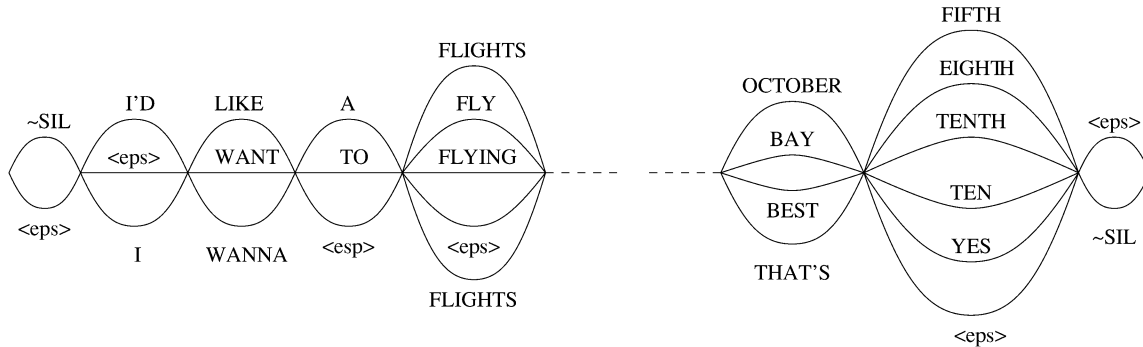 ~SIL
<eps>
I'D
<eps>
I
LIKE
WANT
WANNA
A
TO
<esp>
FLIGHTS
FLY
FLYING
<eps>
FLIGHTS
OCTOBER
BAY
BEST
THAT'S
FIFTH
EIGHTH
TENTH
TEN
YES
<eps>
<eps>
~SIL